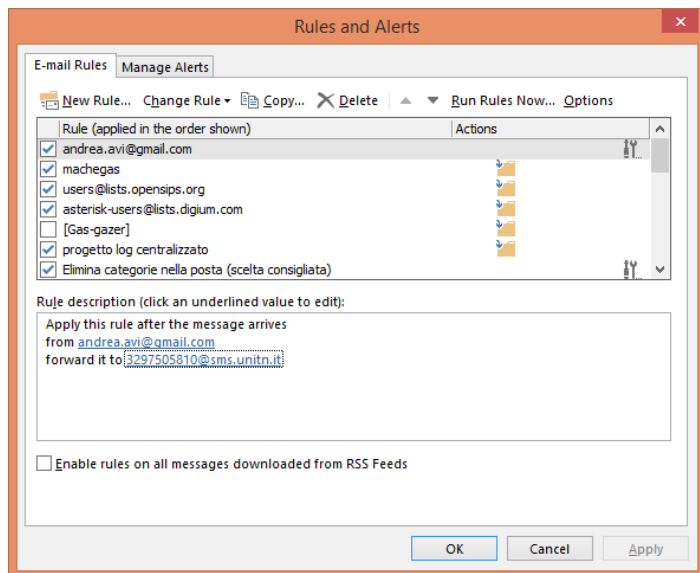 Rules and Alerts
E-mail Rules Manage Alerts
New Rule... Change Rule Copy... Delete Run Rules Now... Options
Rule (applied in the order shown) Actions
andrea.avi@gmail.com
machegas
users@lists.opensips.org
asterisk-users@lists.digium.com
[Gas-gazer]
progetto log centralizzato
Elimina categorie nella posta (scelta consigliata)
Rule description (click an underlined value to edit):
Apply this rule after the message arrives
from andrea.avi@gmail.com
forward it to 3297505810@sms.unitn.it
Enable rules on all messages downloaded from RSS Feeds
OK Cancel Apply